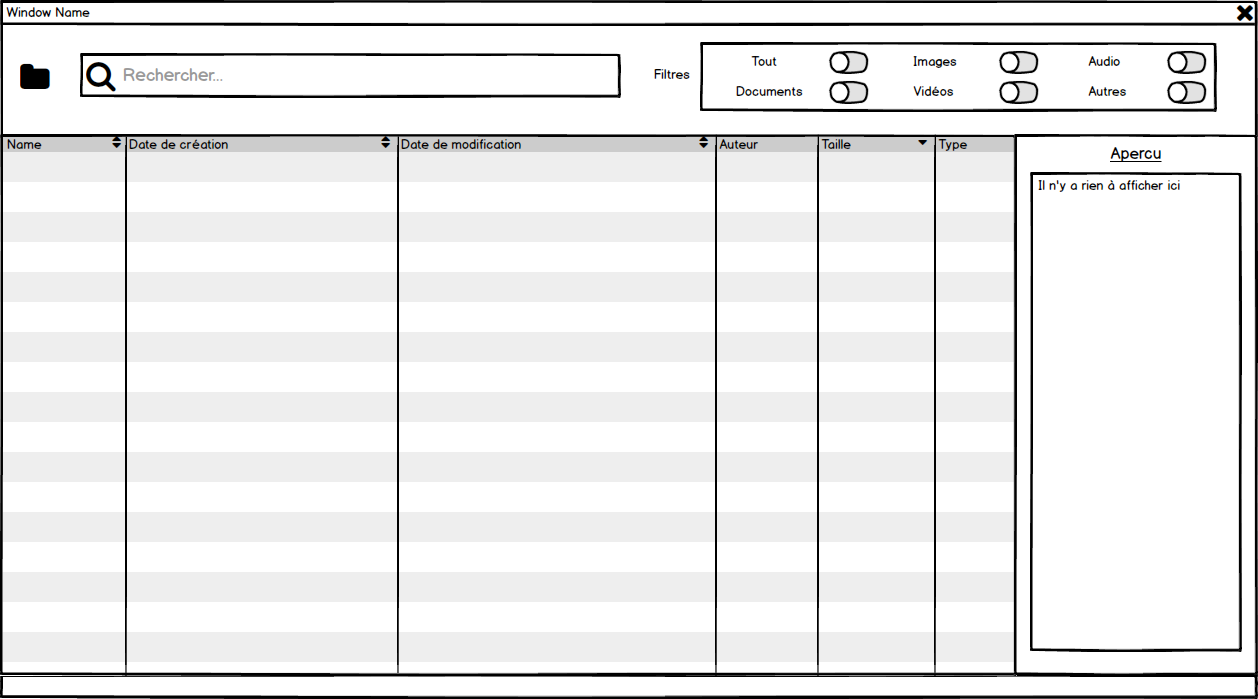 Window Name
Rechercher...
Filtres
Tout Images Audio
Documents Vidéos Autres
Name Date de création Date de modification Auteur Taille Type
Apercu
Il n'y a rien à afficher ici